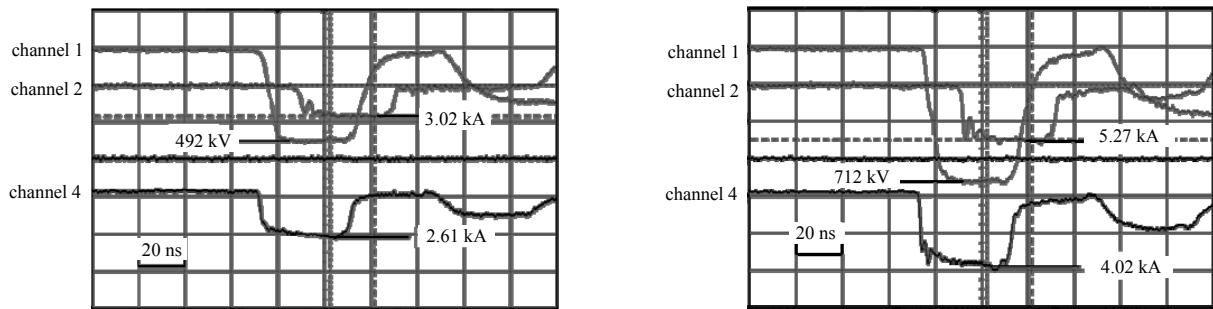 channel 1
channel 2
3.02 kA
492 kV
channel 4
2.61 kA
20 ns
channel 1
channel 2
5.27 kA
712 kV
channel 4
20 ns
4.02 kA